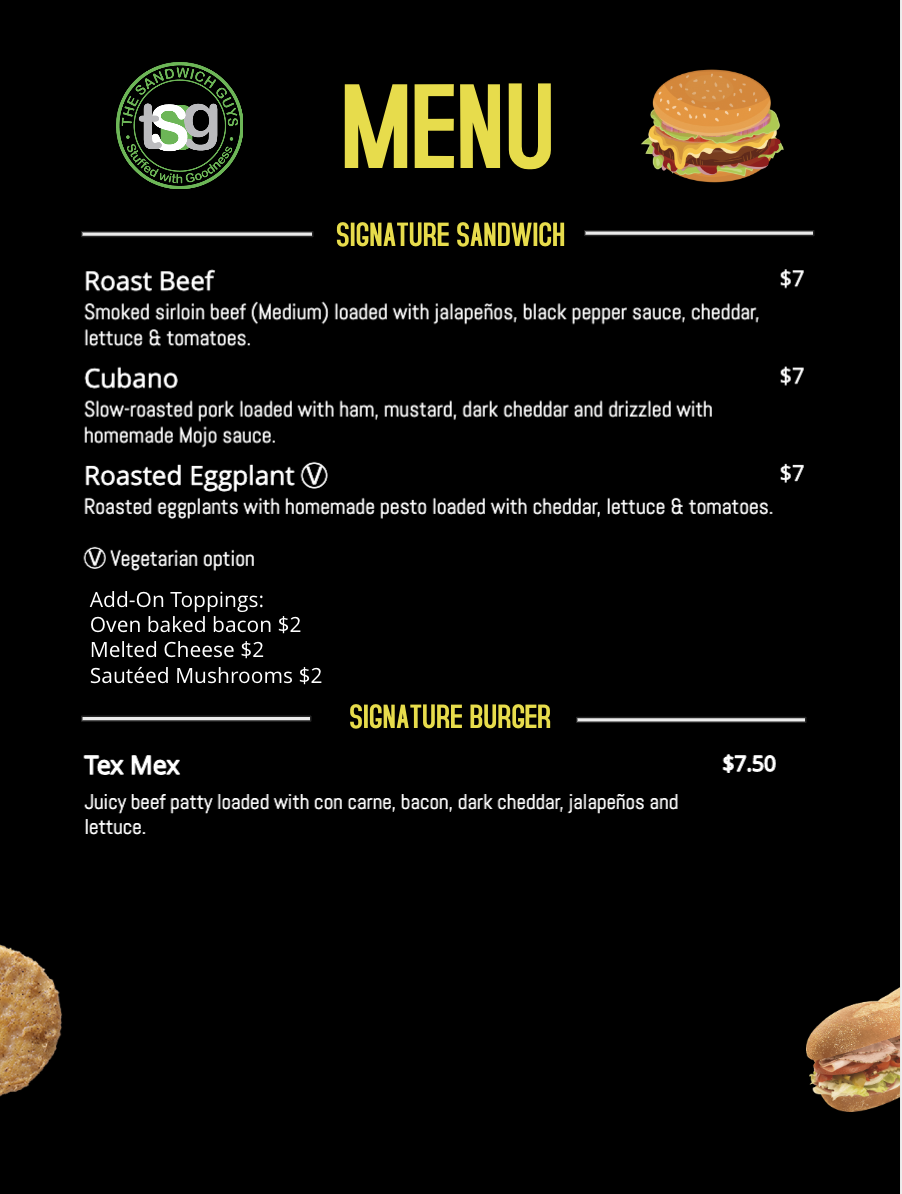 THE SANDWICH GUYS
tsg
Stuffed with Goodness
MENU
SIGNATURE SANDWICH
Roast Beef $7
Smoked sirloin beef (Medium) loaded with jalapeños, black pepper sauce, cheddar,
lettuce & tomatoes.
Cubano $7
Slow-roasted pork loaded with ham, mustard, dark cheddar and drizzled with
homemade Mojo sauce.
Roasted Eggplant Ⓥ $7
Roasted eggplants with homemade pesto loaded with cheddar, lettuce & tomatoes.
Ⓥ Vegetarian option
Add-On Toppings:
Oven baked bacon $2
Melted Cheese $2
Sautéed Mushrooms $2
SIGNATURE BURGER
Tex Mex $7.50
Juicy beef patty loaded with con carne, bacon, dark cheddar, jalapeños and
lettuce.